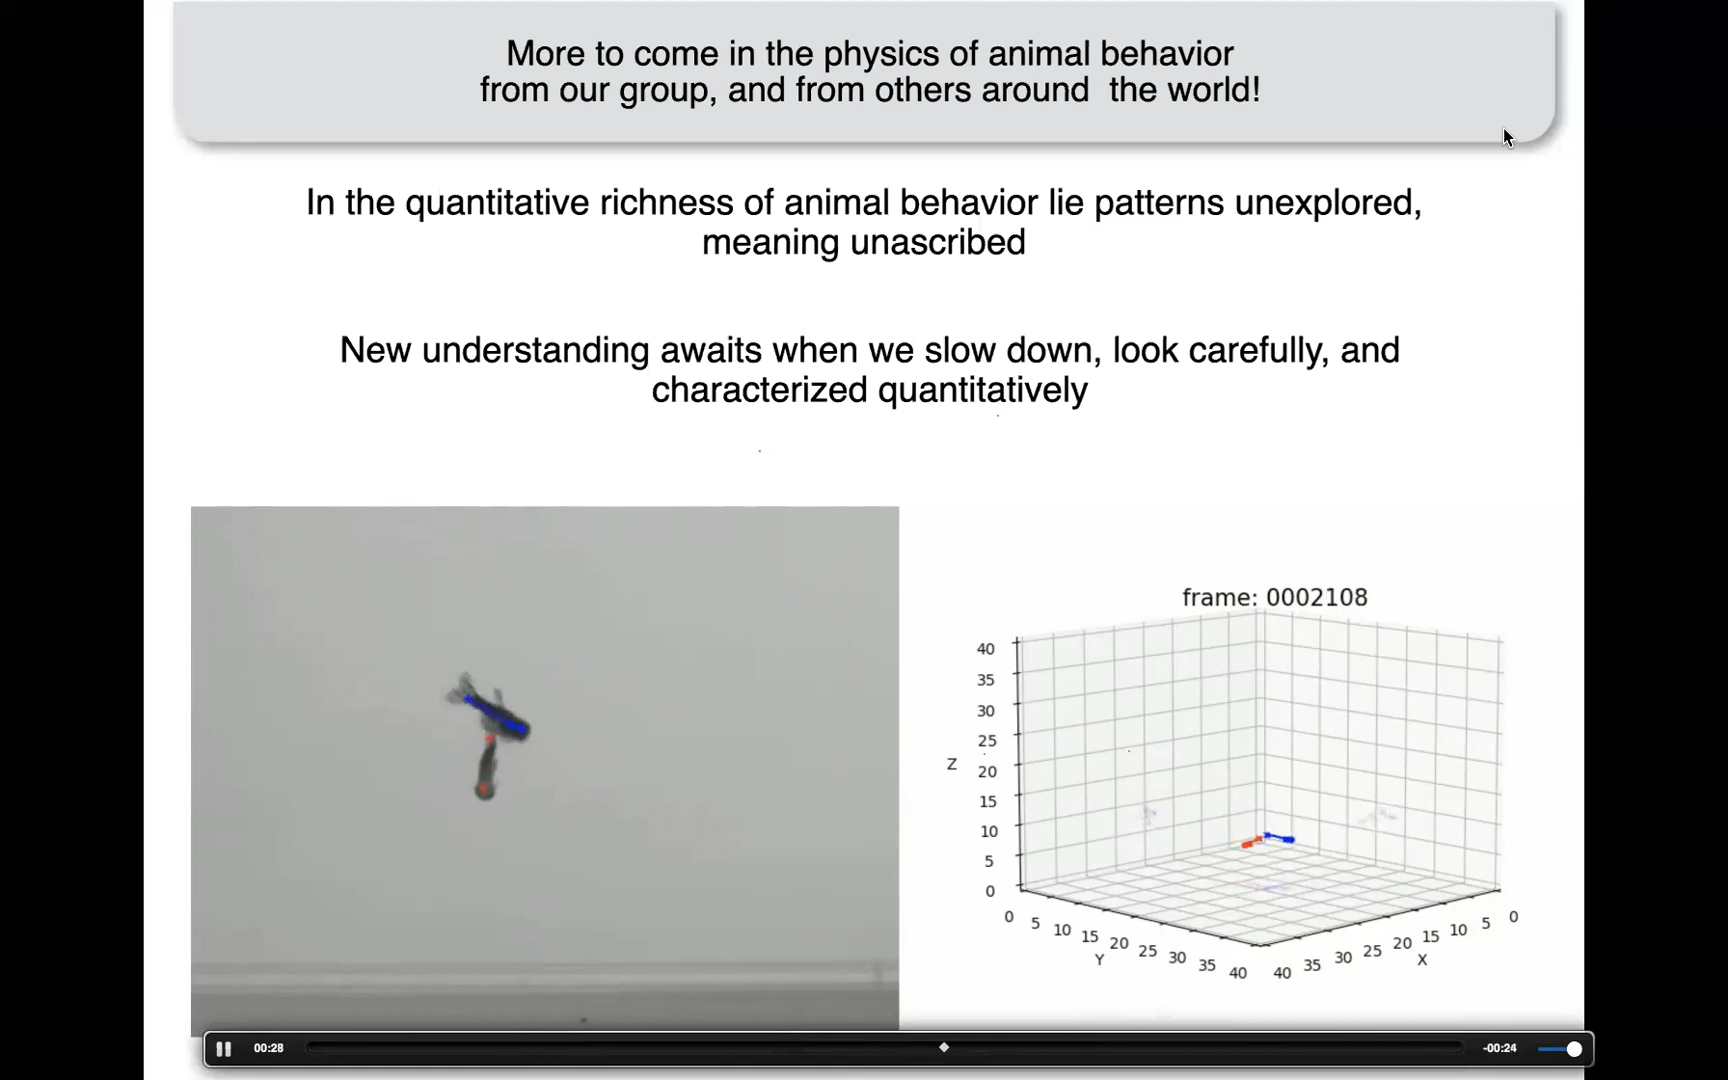 More to come in the physics of animal behavior
from our group, and from others around the world!
In the quantitative richness of animal behavior lie patterns unexplored,
meaning unascribed
New understanding awaits when we slow down, look carefully, and
characterized quantitatively
frame: 0002108
40
35
30
25
Z
20
15
10
5
0
0 5 10 15 20 25 30 35 40
Y
40 35 30 25 20 15 10 5 0
X
00:28
-00:24